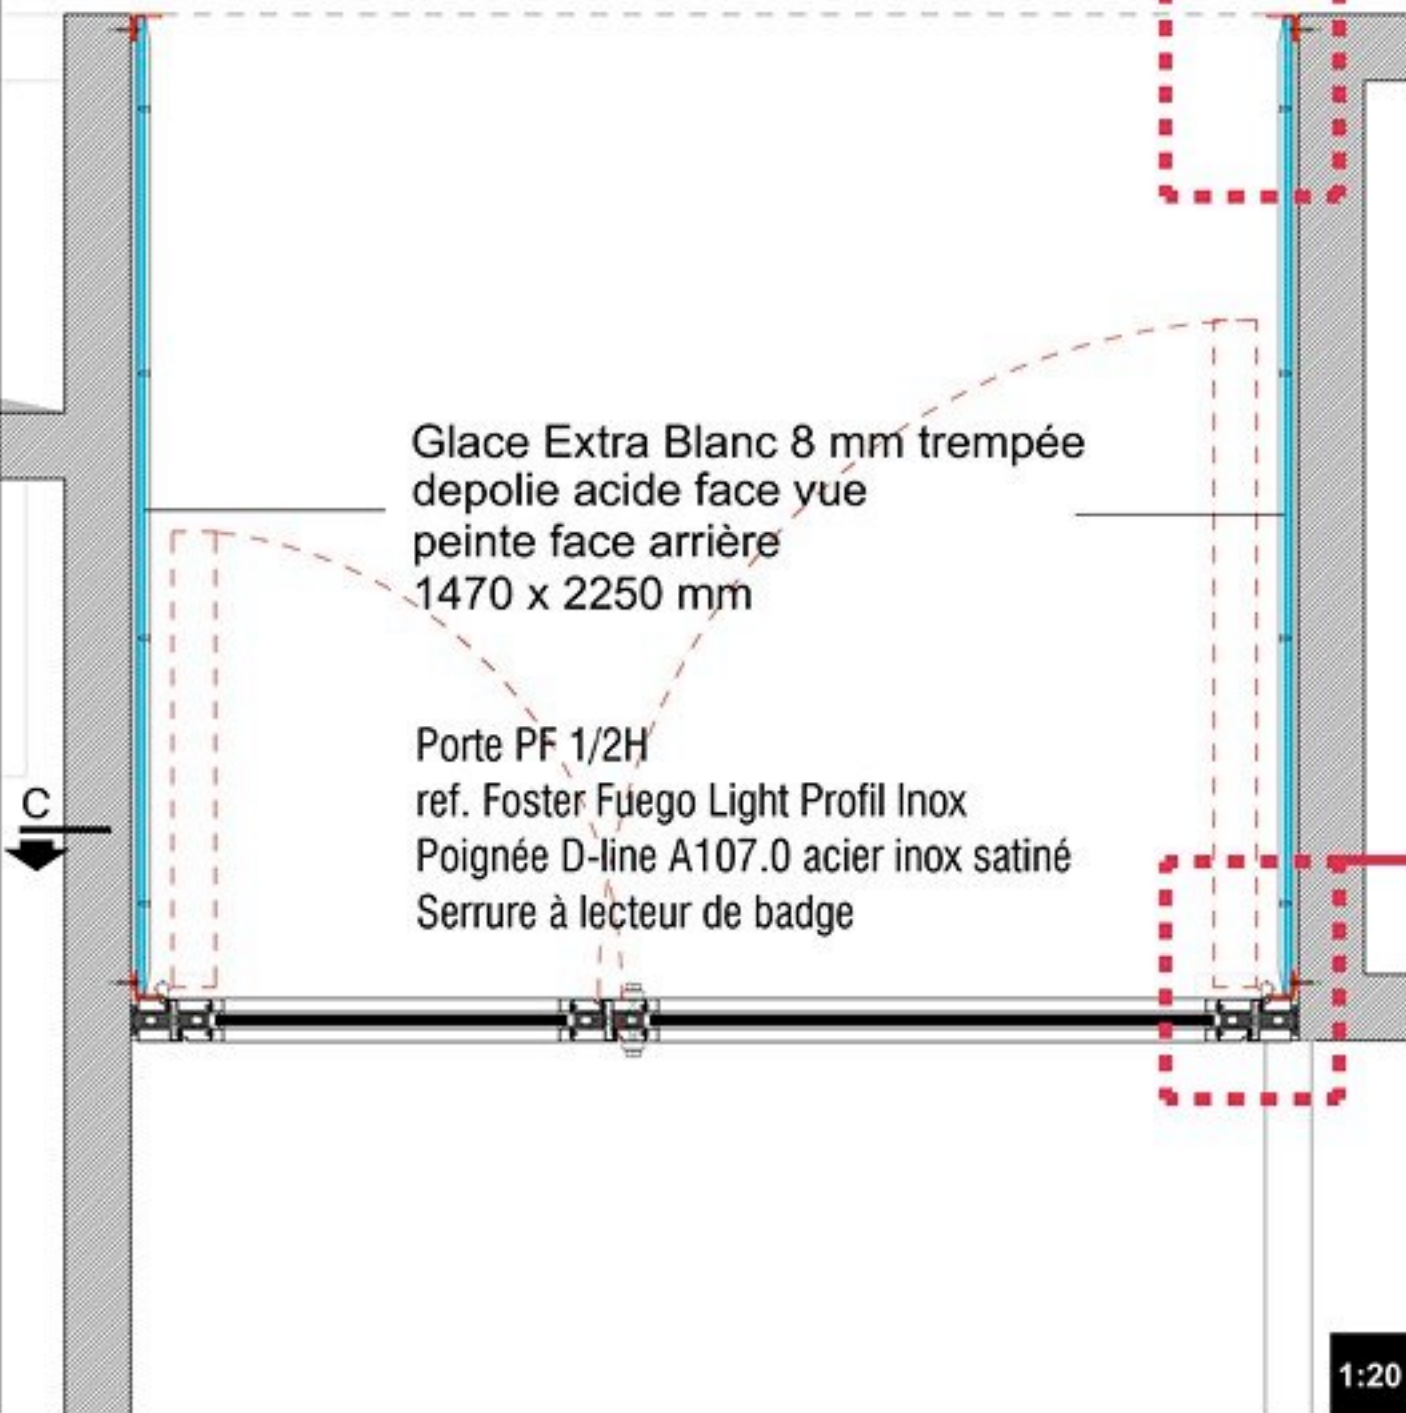 Glace Extra Blanc 8 mm trempée
depolie acide face vue
peinte face arrière
1470 x 2250 mm
Porte PF 1/2H
ref. Foster Fuego Light Profil Inox
C
Poignée D-line A107.0 acier inox satiné
Serrure à lecteur de badge
1:20